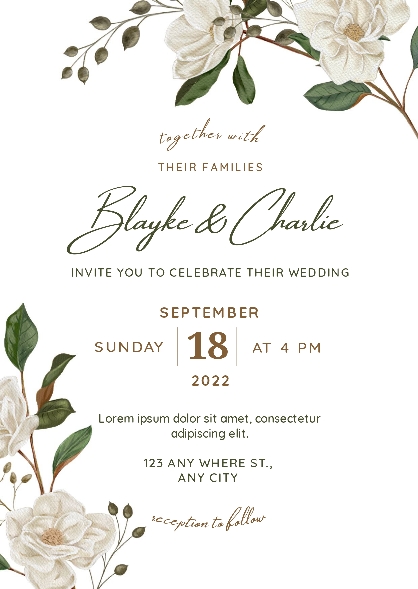 together with
THEIR FAMILIES
Blayke & Charlie
INVITE YOU TO CELEBRATE THEIR WEDDING
SEPTEMBER
SUNDAY 18 AT 4 PM
2022
Lorem ipsum dolor sit amet, consectetur
adipiscing elit.
123 ANY WHERE ST.,
ANY CITY
reception to follow